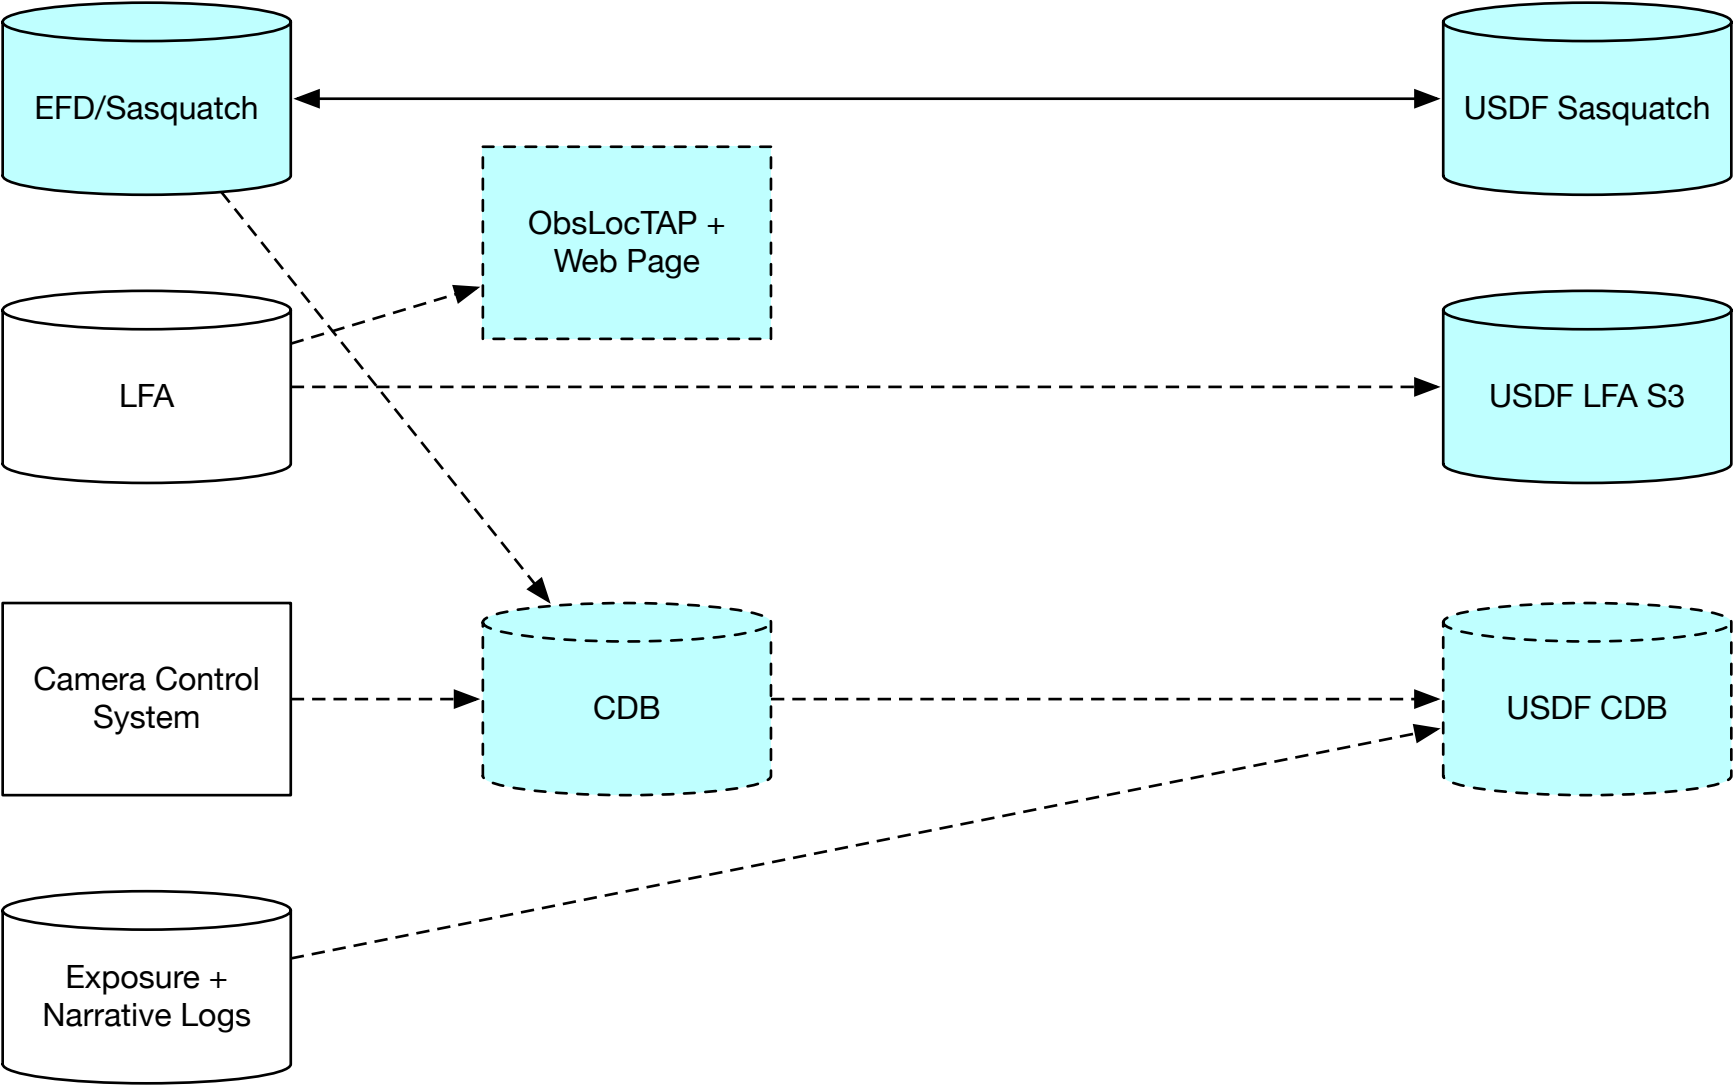 EFD/Sasquatch
USDF Sasquatch
ObsLocTAP +
Web Page
LFA
USDF LFA S3
Camera Control
System
CDB
USDF CDB
Exposure +
Narrative Logs